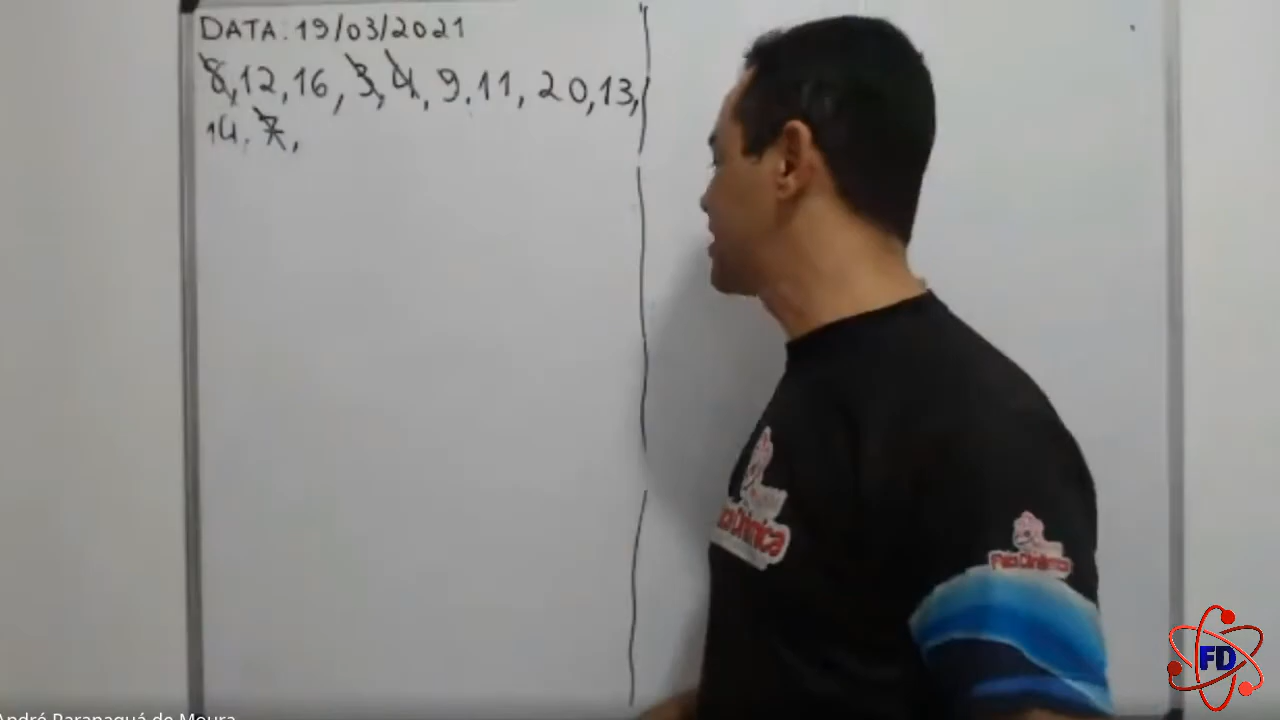 DATA: 19/03/2021
8, 12, 16, 3, 4, 9, 11, 20, 13,
14, 7,
FD
André Paranaguá de Moura